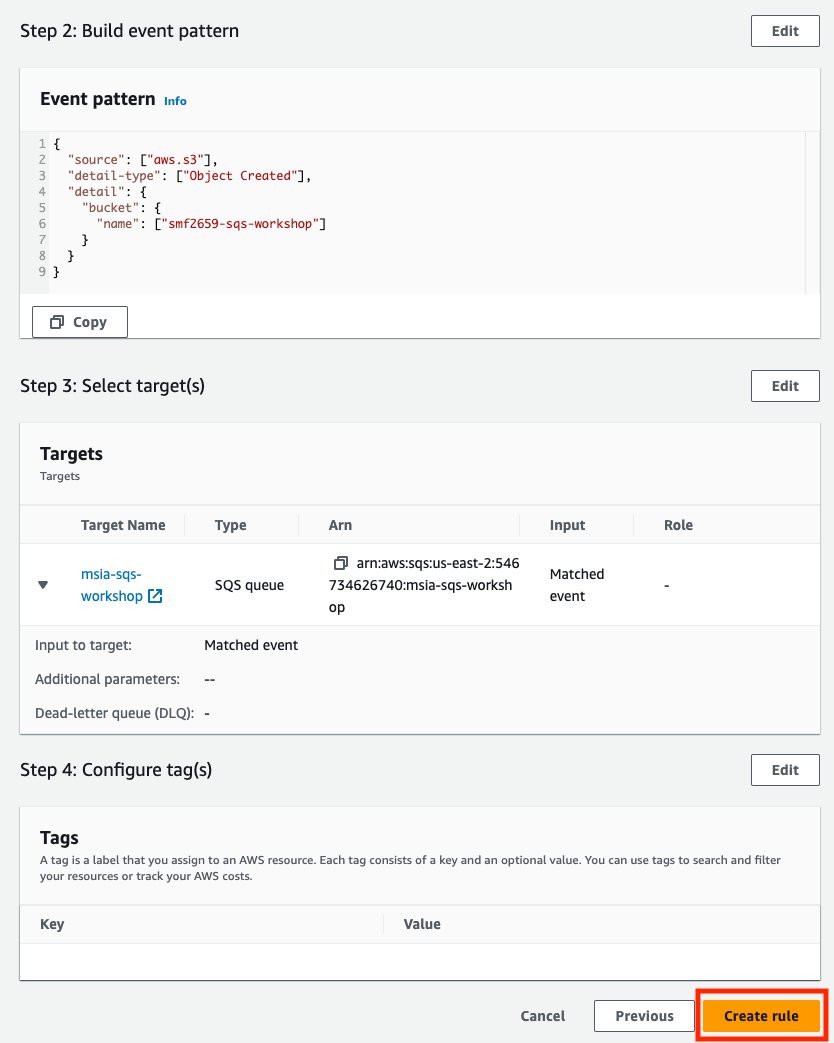 Step 2: Build event pattern
Edit
Event pattern Info
1 {
2   "source": ["aws.s3"],
3   "detail-type": ["Object Created"],
4   "detail": {
5     "bucket": {
6       "name": ["smf2659-sqs-workshop"]
7     }
8   }
9 }
Copy
Step 3: Select target(s)
Edit
Targets
Targets
Target Name Type Arn Input Role
msia-sqs-
workshop
SQS queue
arn:aws:sqs:us-east-2:546
734626740:msia-sqs-worksh
op
Matched
event
-
Input to target: Matched event
Additional parameters: --
Dead-letter queue (DLQ): -
Step 4: Configure tag(s)
Edit
Tags
A tag is a label that you assign to an AWS resource. Each tag consists of a key and an optional value. You can use tags to search and filter
your resources or track your AWS costs.
Key Value
Cancel Previous Create rule